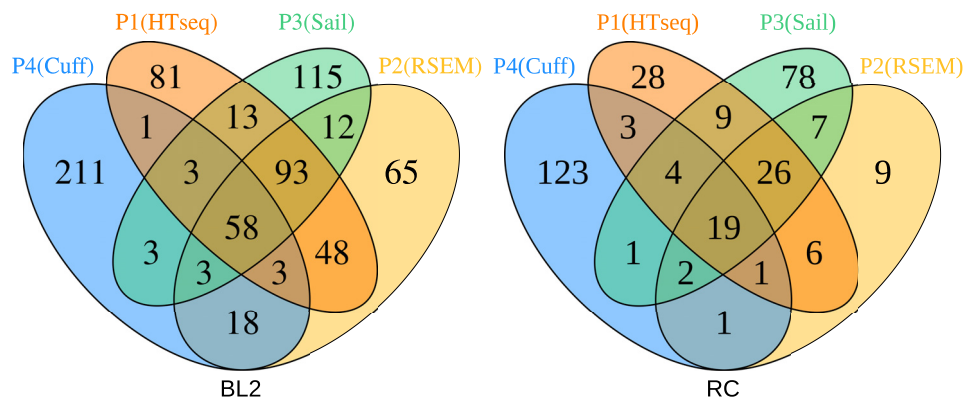 P1(HTseq) P3(Sail)
P4(Cuff) P2(RSEM)
81 115
1 13 12
211 3 93 65
58
3 3 3 48
18
BL2
P1(HTseq) P3(Sail)
P4(Cuff) P2(RSEM)
28 78
3 9 7
123 4 26 9
19
1 2 1 6
1
RC